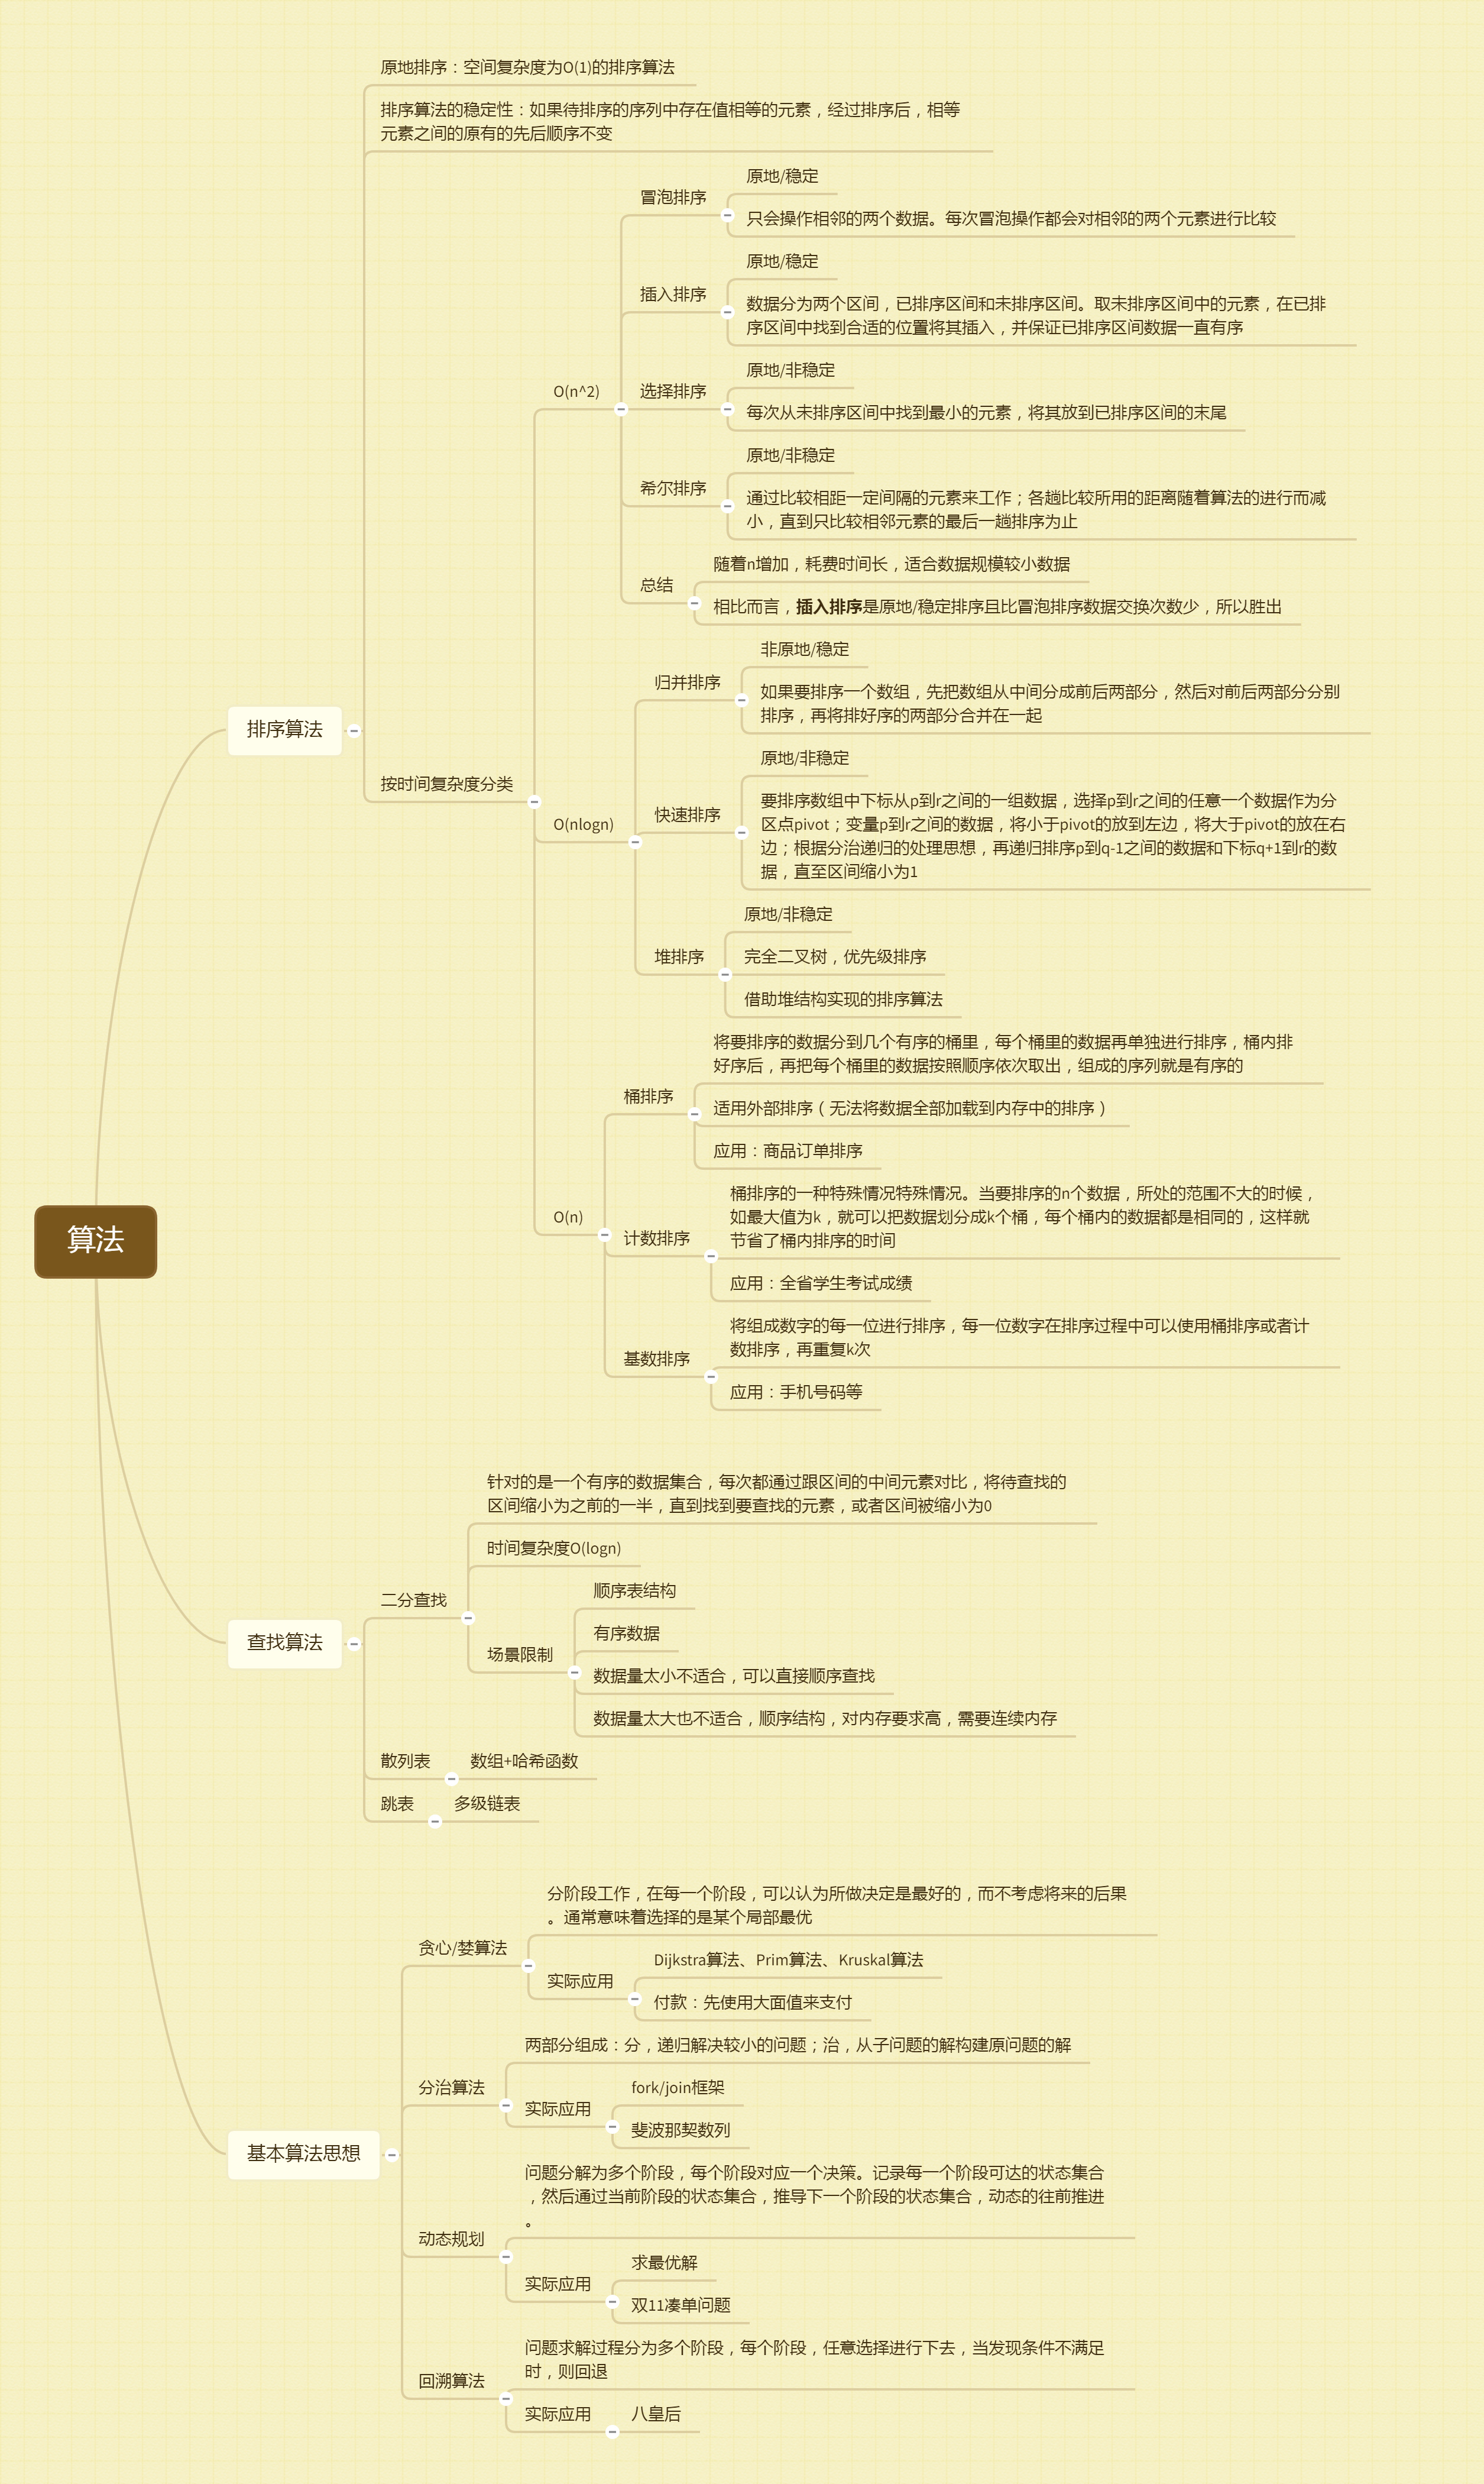 算法
排序算法
原地排序：空间复杂度为O(1)的排序算法
排序算法的稳定性：如果待排序的序列中存在值相等的元素，经过排序后，相等
元素之间的原有的先后顺序不变
按时间复杂度分类
O(n^2)
冒泡排序
原地/稳定
只会操作相邻的两个数据。每次冒泡操作都会对相邻的两个元素进行比较
插入排序
原地/稳定
数据分为两个区间，已排序区间和未排序区间。取未排序区间中的元素，在已排
序区间中找到合适的位置将其插入，并保证已排序区间数据一直有序
选择排序
原地/非稳定
每次从未排序区间中找到最小的元素，将其放到已排序区间的末尾
希尔排序
原地/非稳定
通过比较相距一定间隔的元素来工作；各趟比较所用的距离随着算法的进行而减
小，直到只比较相邻元素的最后一趟排序为止
总结
随着n增加，耗费时间长，适合数据规模较小数据
相比而言，插入排序是原地/稳定排序且比冒泡排序数据交换次数少，所以胜出
O(nlogn)
归并排序
非原地/稳定
如果要排序一个数组，先把数组从中间分成前后两部分，然后对前后两部分分别
排序，再将排好序的两部分合并在一起
快速排序
原地/非稳定
要排序数组中下标从p到r之间的一组数据，选择p到r之间的任意一个数据作为分
区点pivot；变量p到r之间的数据，将小于pivot的放到左边，将大于pivot的放在右
边；根据分治递归的处理思想，再递归排序p到q-1之间的数据和下标q+1到r的数
据，直至区间缩小为1
堆排序
原地/非稳定
完全二叉树，优先级排序
借助堆结构实现的排序算法
O(n)
桶排序
将要排序的数据分到几个有序的桶里，每个桶里的数据再单独进行排序，桶内排
好序后，再把每个桶里的数据按照顺序依次取出，组成的序列就是有序的
适用外部排序（无法将数据全部加载到内存中的排序）
应用：商品订单排序
计数排序
桶排序的一种特殊情况特殊情况。当要排序的n个数据，所处的范围不大的时候，
如最大值为k，就可以把数据划分成k个桶，每个桶内的数据都是相同的，这样就
节省了桶内排序的时间
应用：全省学生考试成绩
基数排序
将组成数字的每一位进行排序，每一位数字在排序过程中可以使用桶排序或者计
数排序，再重复k次
应用：手机号码等
查找算法
二分查找
针对的是一个有序的数据集合，每次都通过跟区间的中间元素对比，将待查找的
区间缩小为之前的一半，直到找到要查找的元素，或者区间被缩小为0
时间复杂度O(logn)
场景限制
顺序表结构
有序数据
数据量太小不适合，可以直接顺序查找
数据量太大也不适合，顺序结构，对内存要求高，需要连续内存
散列表
数组+哈希函数
跳表
多级链表
基本算法思想
贪心/婪算法
分阶段工作，在每一个阶段，可以认为所做决定是最好的，而不考虑将来的后果
。通常意味着选择的是某个局部最优
实际应用
Dijkstra算法、Prim算法、Kruskal算法
付款：先使用大面值来支付
分治算法
两部分组成：分，递归解决较小的问题；治，从子问题的解构建原问题的解
实际应用
fork/join框架
斐波那契数列
动态规划
问题分解为多个阶段，每个阶段对应一个决策。记录每一个阶段可达的状态集合
，然后通过当前阶段的状态集合，推导下一个阶段的状态集合，动态的往前推进
。
实际应用
求最优解
双11凑单问题
回溯算法
问题求解过程分为多个阶段，每个阶段，任意选择进行下去，当发现条件不满足
时，则回退
实际应用
八皇后